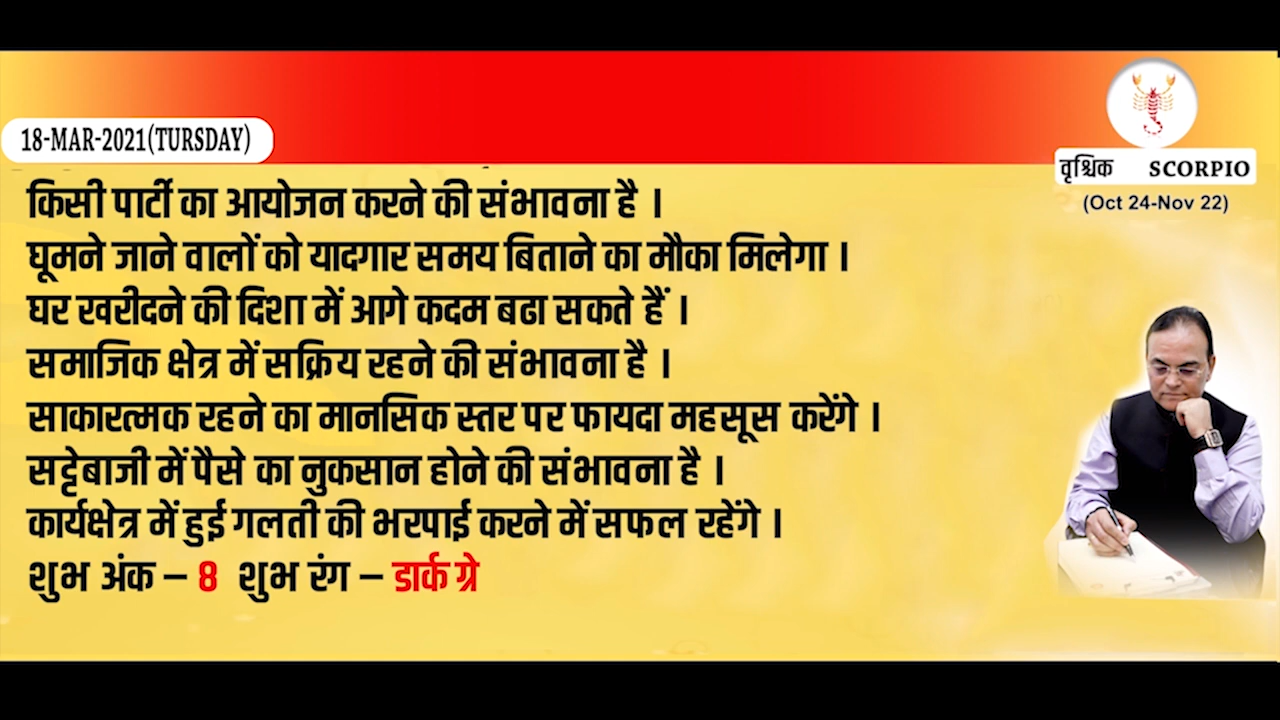 18-MAR-2021(TURSDAY)
वृश्चिक SCORPIO
(Oct 24-Nov 22)
किसी पार्टी का आयोजन करने की संभावना है ।
घूमने जाने वालों को यादगार समय बिताने का मौका मिलेगा ।
घर खरीदने की दिशा में आगे कदम बढा सकते हैं ।
समाजिक क्षेत्र में सक्रिय रहने की संभावना है ।
साकारत्मक रहने का मानसिक स्तर पर फायदा महसूस करेंगे ।
सट्टेबाजी में पैसे का नुकसान होने की संभावना है ।
कार्यक्षेत्र में हुई गलती की भरपाई करने में सफल रहेंगे ।
शुभ अंक – 8 शुभ रंग – डार्क ग्रे